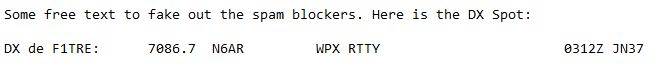 Some free text to fake out the spam blockers. Here is the DX Spot:
DX de F1TRE:      7086.7  N6AR         WPX RTTY                       0312Z JN37